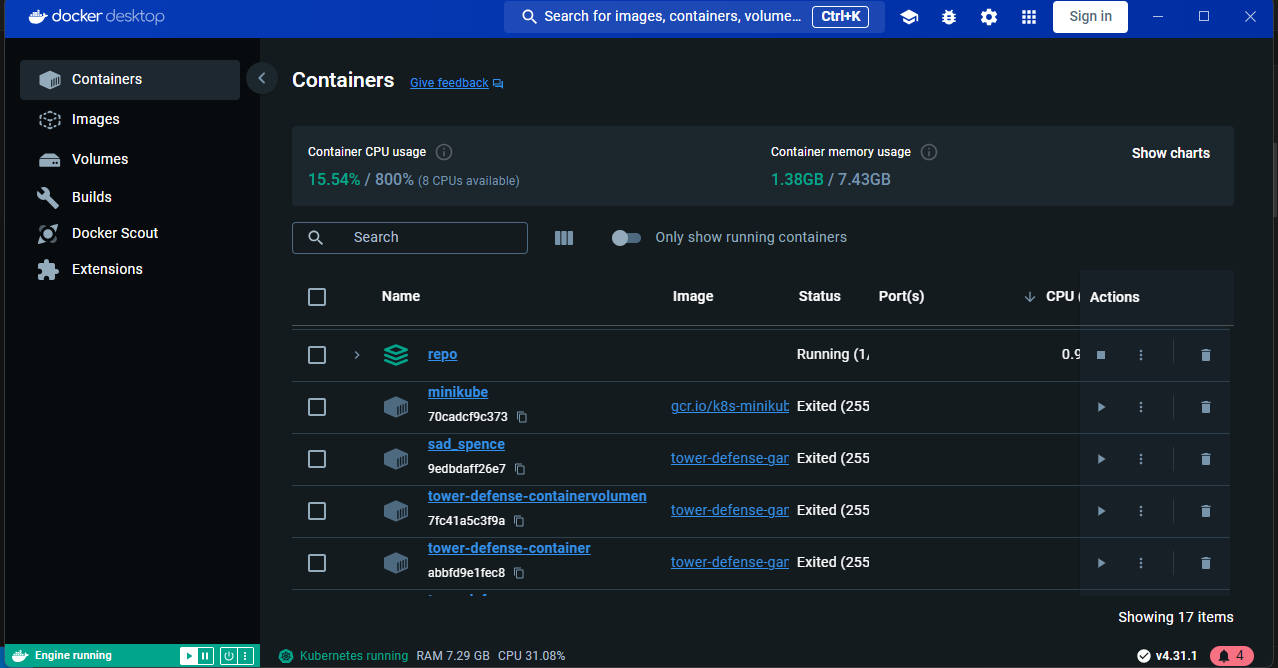 docker desktop
Search for images, containers, volume... Ctrl+K
Sign in
Containers
Images
Volumes
Builds
Docker Scout
Extensions
Containers Give feedback
Container CPU usage
15.54% / 800% (8 CPUs available)
Container memory usage
1.38GB / 7.43GB
Show charts
Search
Only show running containers
Name Image Status Port(s) CPU ( Actions
repo Running (1/ 0.9
minikube
70cadcf9c373
gcr.io/k8s-minikub Exited (255
sad_spence
9edbdaff26e7
tower-defense-gan Exited (255
tower-defense-containervolumen
7fc41a5c3f9a
tower-defense-gan Exited (255
tower-defense-container
abbfd9e1fec8
tower-defense-gan Exited (255
Showing 17 items
Engine running
Kubernetes running RAM 7.29 GB CPU 31.08%
v4.31.1
4